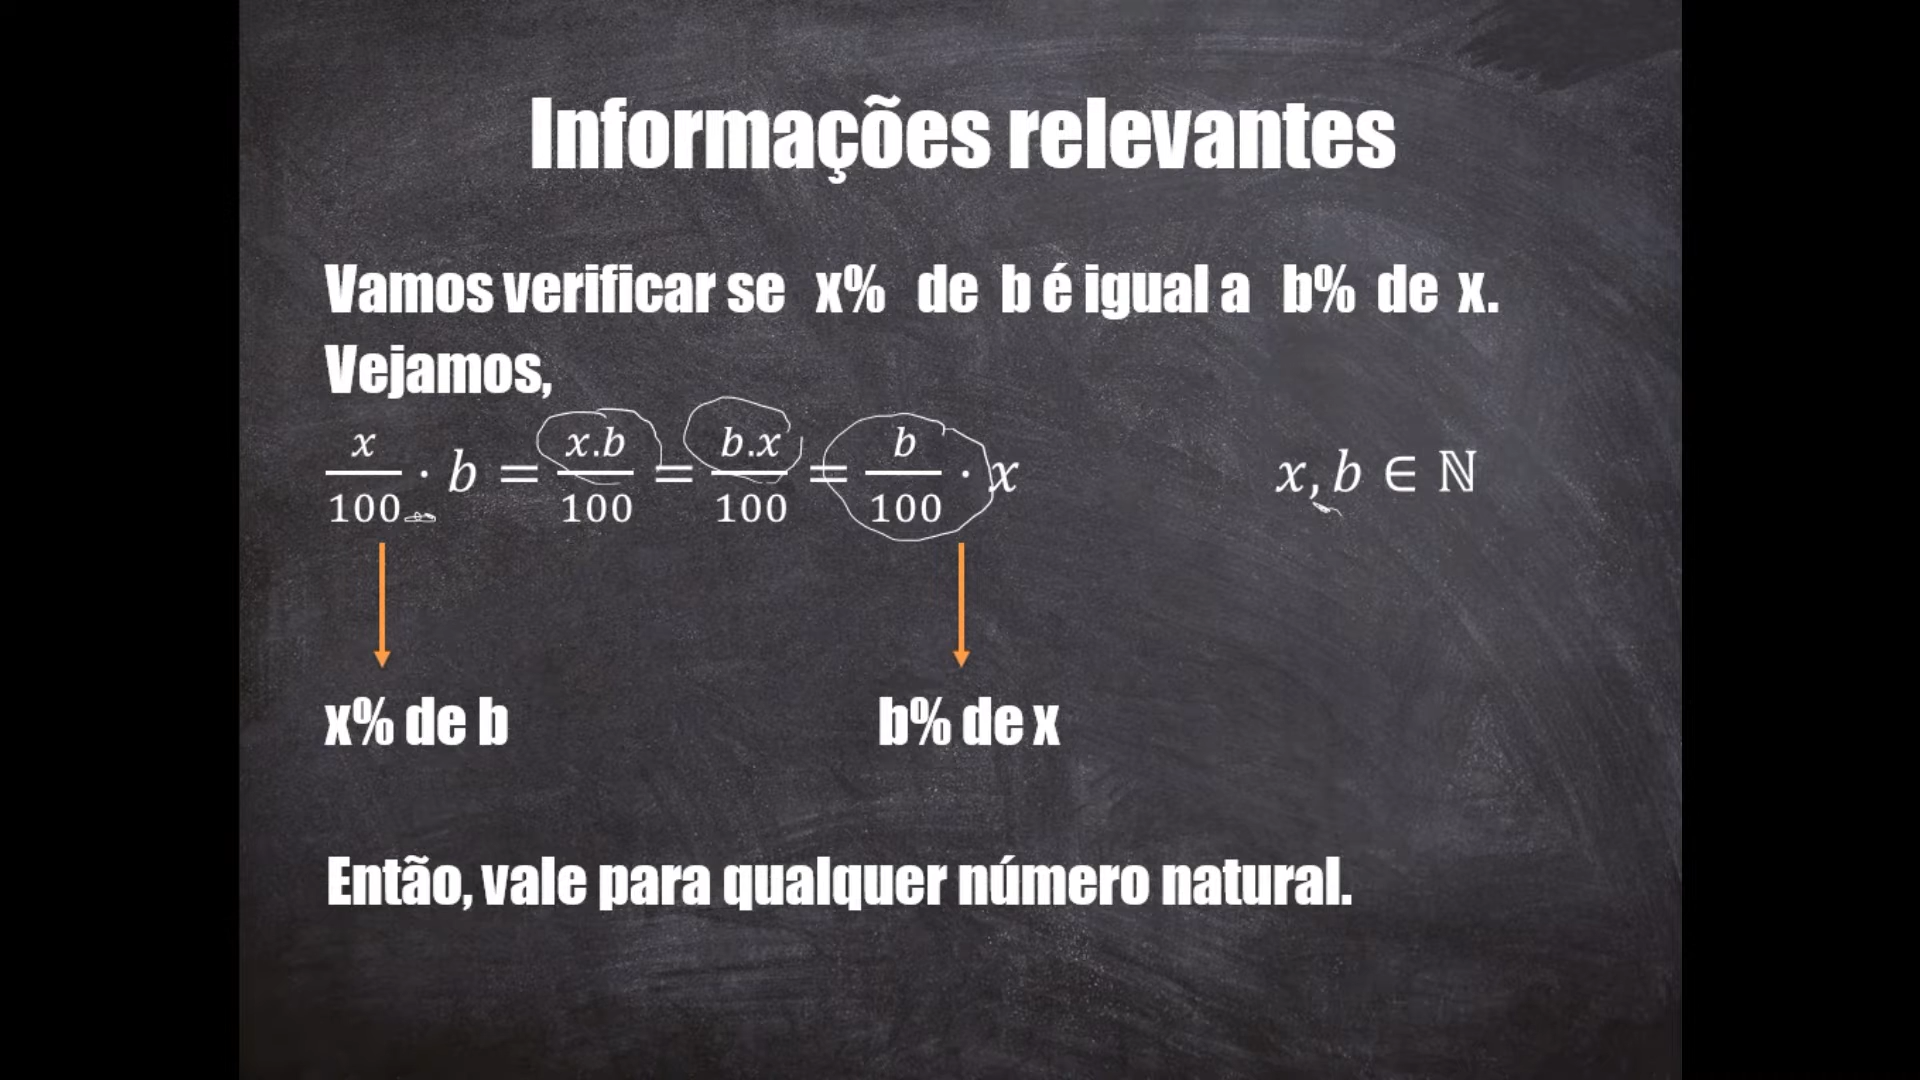 Informações relevantes
Vamos verificar se x% de b é igual a b% de x.
Vejamos,
x/100 · b = x.b/100 = b.x/100 = b/100 · x
x, b ∈ ℕ
x% de b
b% de x
Então, vale para qualquer número natural.